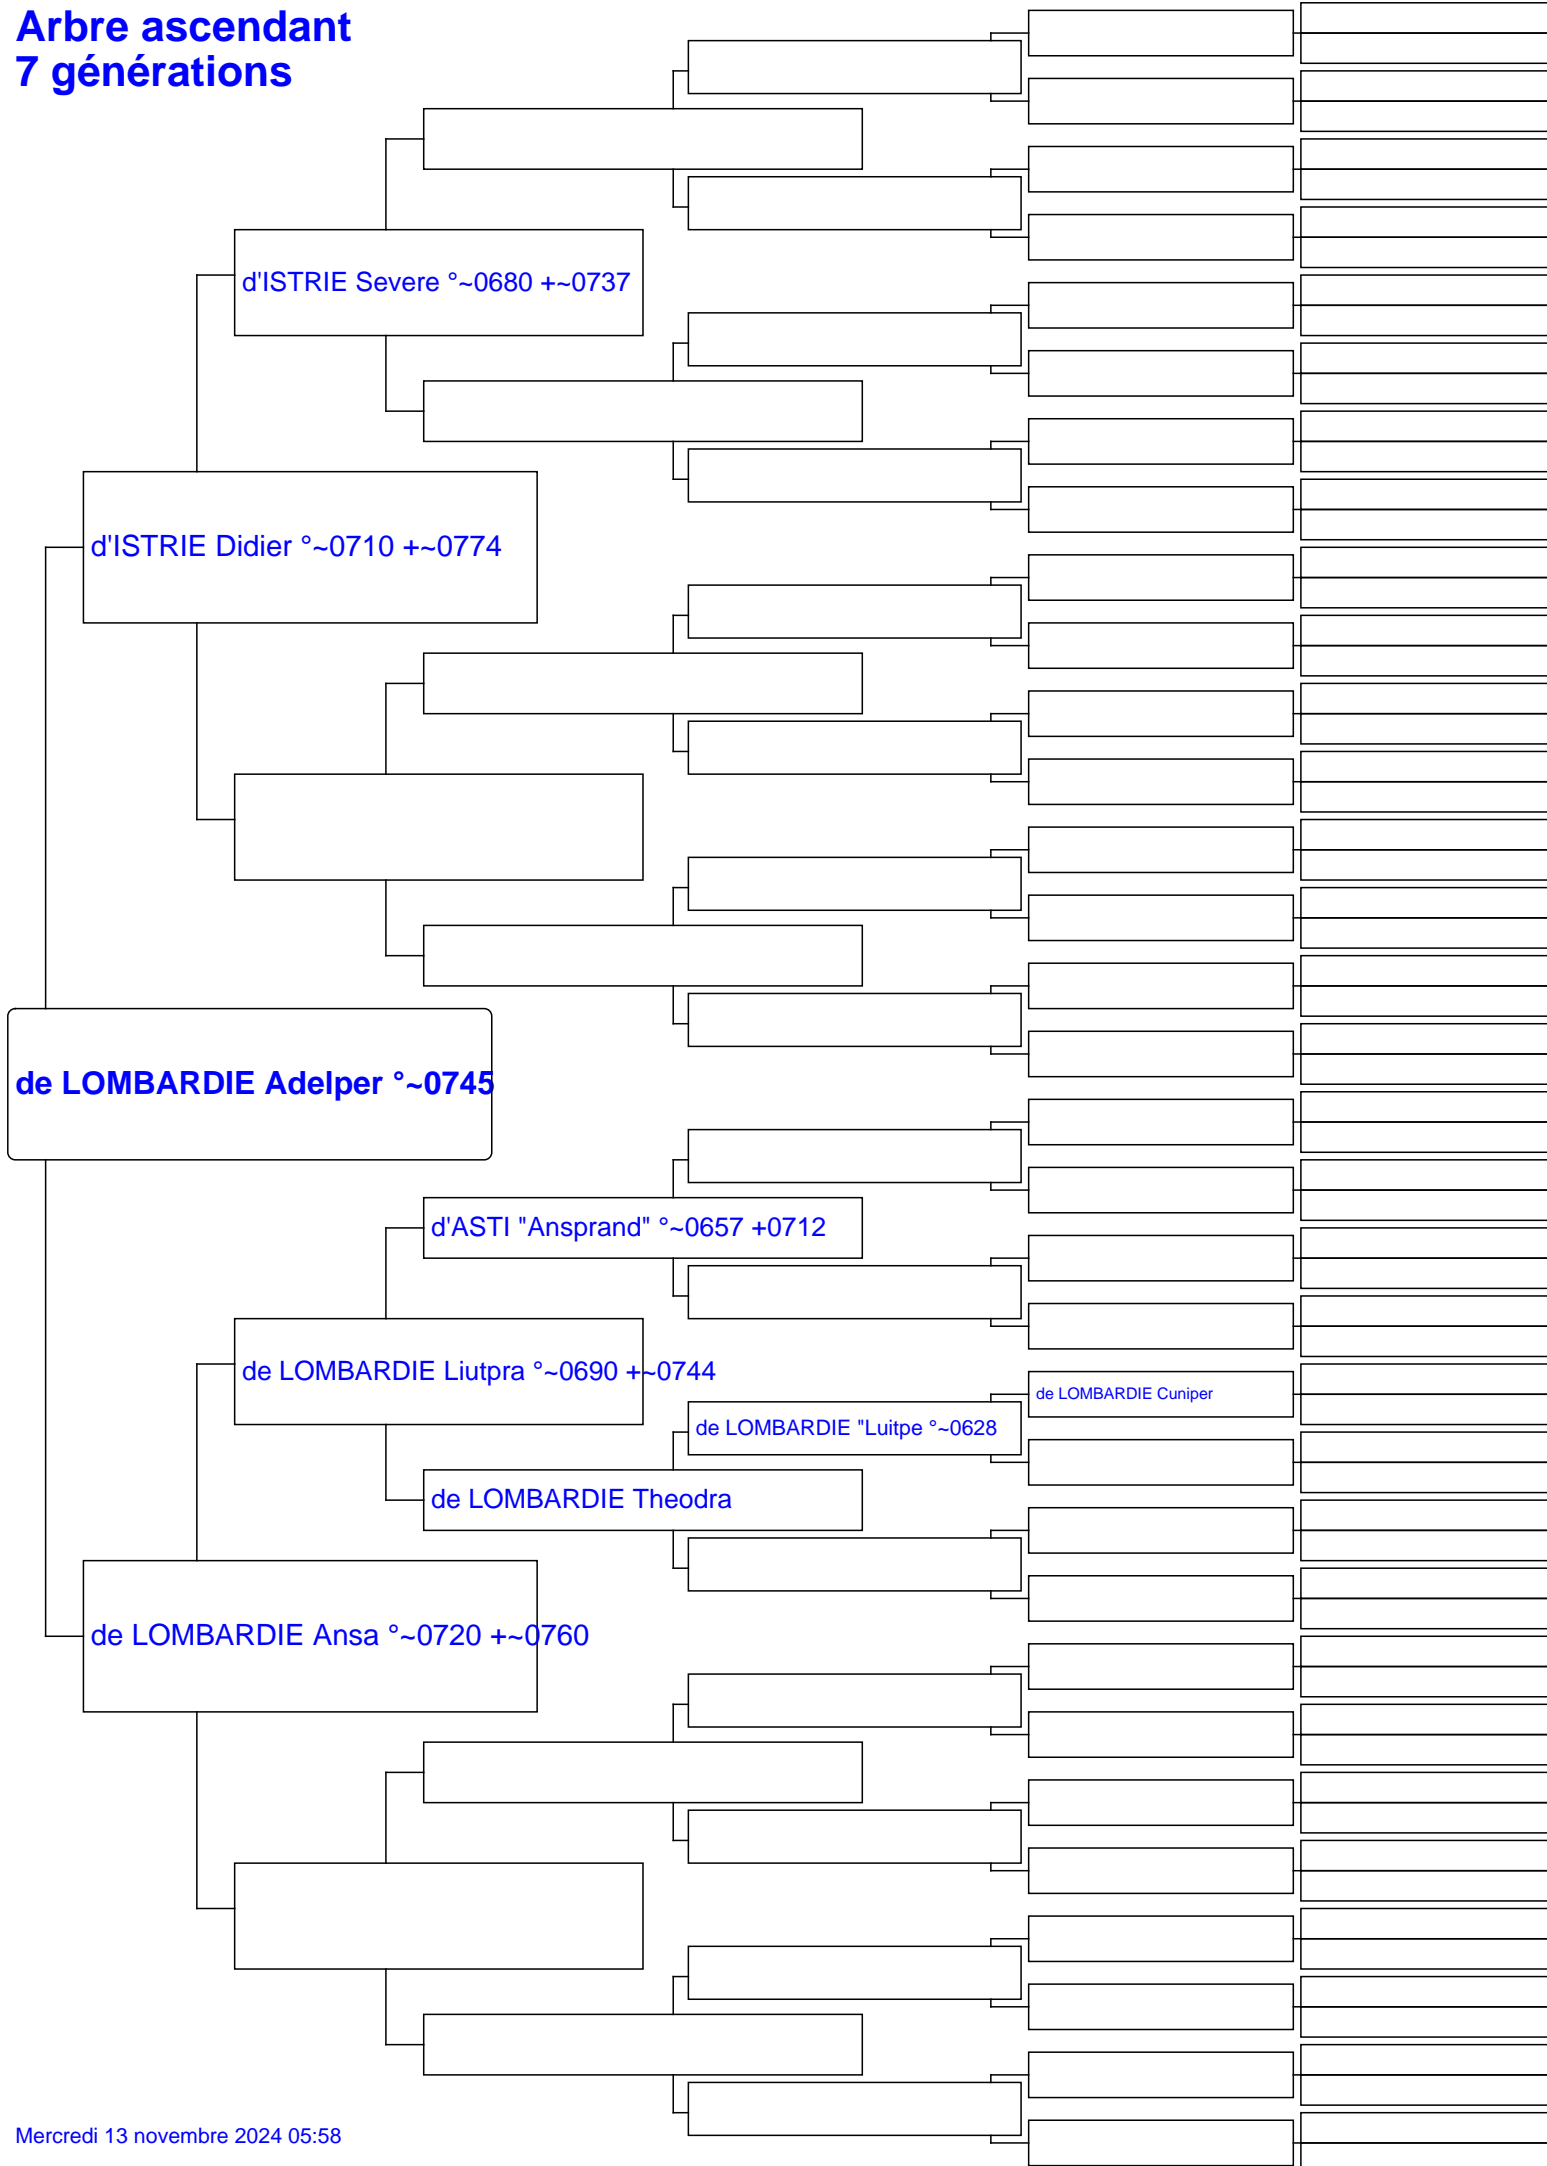 Arbre ascendant
7 générations
d'ISTRIE Severe °~0680 +~0737
d'ISTRIE Didier °~0710 +~0774
de LOMBARDIE Adelper °~0745
d'ASTI "Ansprand" °~0657 +0712
de LOMBARDIE Liutpra °~0690 +~0744
de LOMBARDIE Cuniper
de LOMBARDIE "Luitpe °~0628
de LOMBARDIE Theodra
de LOMBARDIE Ansa °~0720 +~0760
Mercredi 13 novembre 2024 05:58